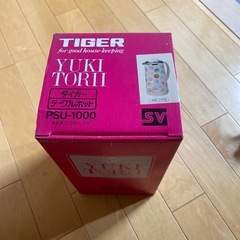 TIGER
for good house-keeping
YUKI
TORII
タイガー
テーブルポット
PSU-1000
SV
YUKI
TORII